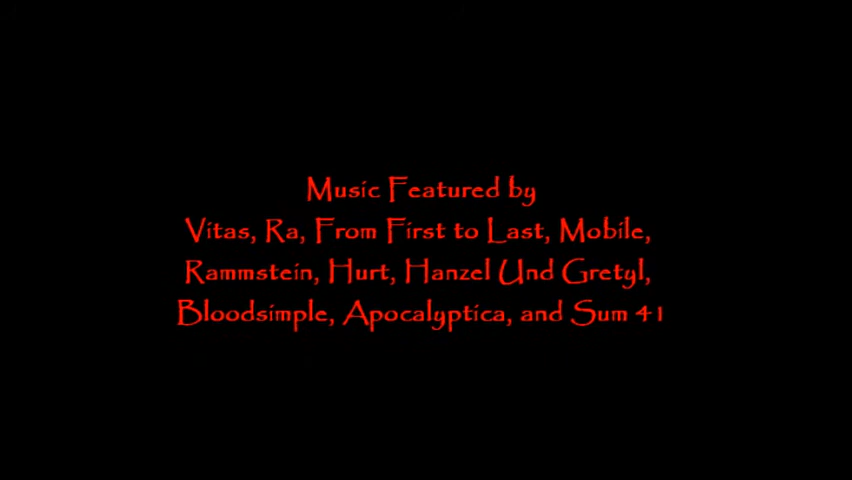 Music Featured by
Vitas, Ra, From First to Last, Mobile,
Rammstein, Hurt, Hanzel Und Gretyl,
Bloodsimple, Apocalyptica, and Sum 41